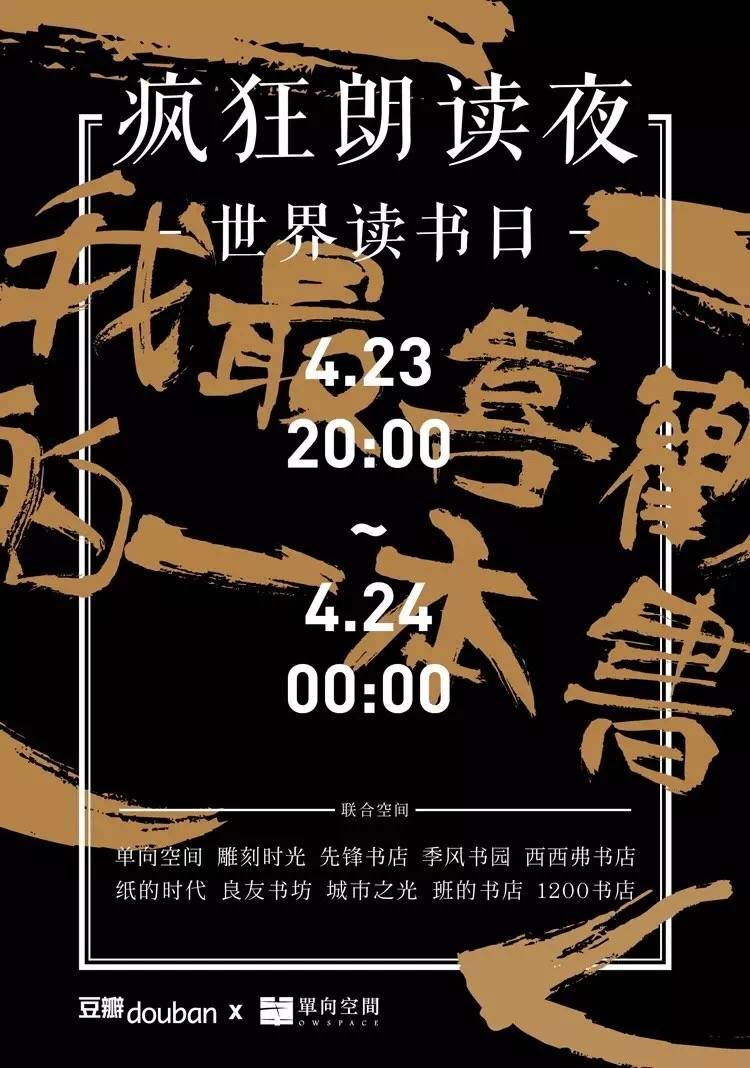 疯狂朗读夜
- 世界读书日 -
我最喜歡
的一本書
4.23
20:00
~
4.24
00:00
联合空间
单向空间 雕刻时光 先锋书店 季风书园 西西弗书店
纸的时代 良友书坊 城市之光 班的书店 1200书店
豆瓣douban x 單向空間
OWSPACE